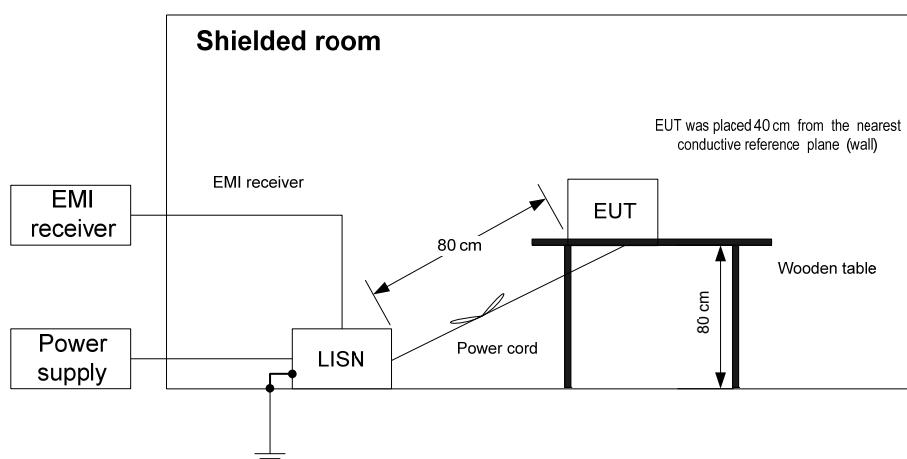 Shielded room
EUT was placed 40 cm from the nearest
conductive reference plane (wall)
EMI receiver
EMI
receiver
EUT
80 cm
Wooden table
80 cm
Power
supply
LISN
Power cord